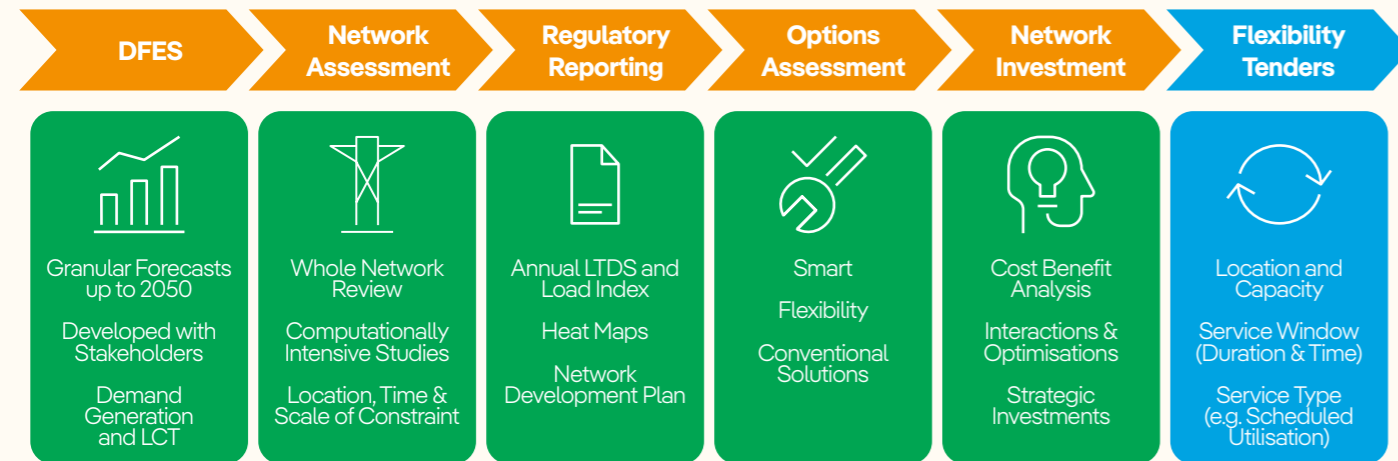 DFES
Network
Assessment
Regulatory
Reporting
Options
Assessment
Network
Investment
Flexibility
Tenders
Granular Forecasts
up to 2050
Developed with
Stakeholders
Demand
Generation
and LCT
Whole Network
Review
Computationally
Intensive Studies
Location, Time &
Scale of Constraint
Annual LTDS and
Load Index
Heat Maps
Network
Development Plan
Smart
Flexibility
Conventional
Solutions
Cost Benefit
Analysis
Interactions &
Optimisations
Strategic
Investments
Location and
Capacity
Service Window
(Duration & Time)
Service Type
(e.g. Scheduled
Utilisation)